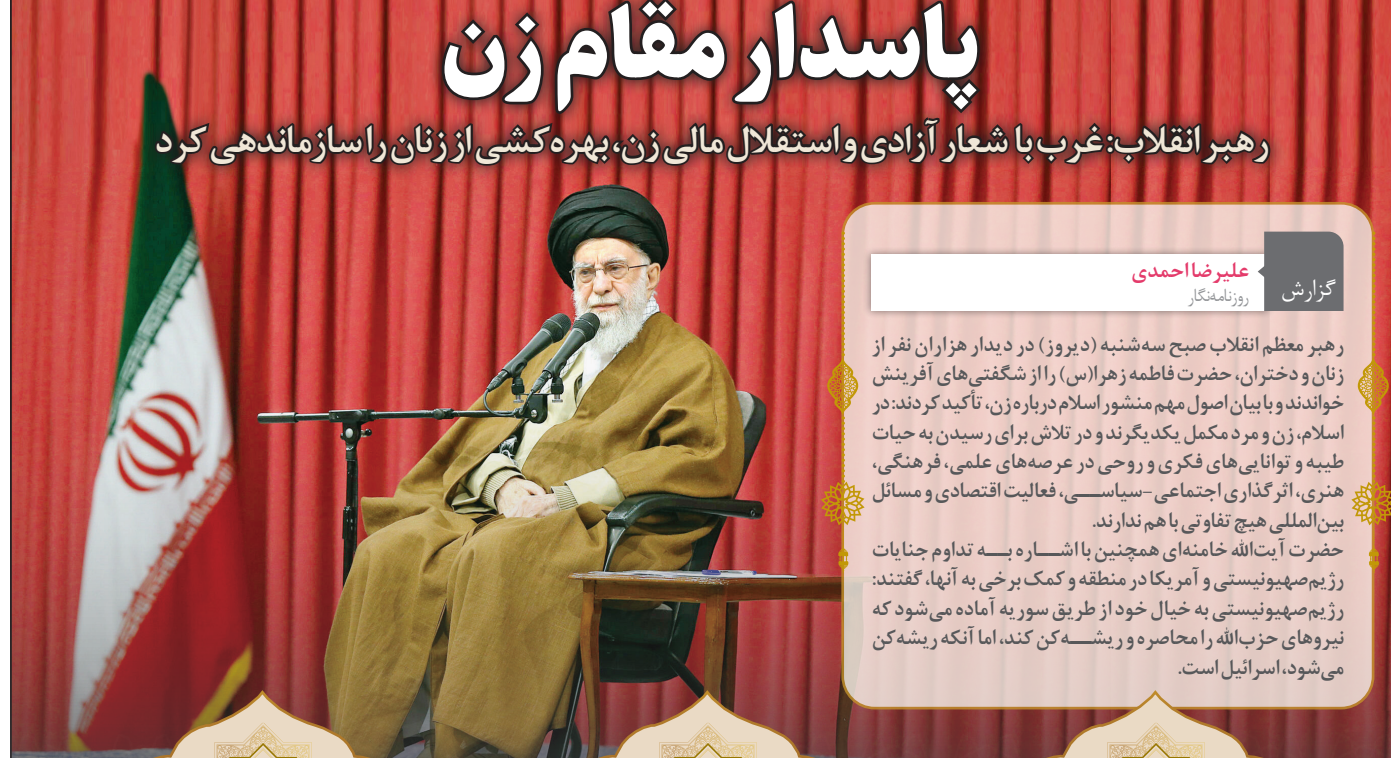 پاسدار مقام زن
رهبر انقلاب: غرب با شعار آزادی و استقلال مالی زن، بهره‌کشی از زنان را سازماندهی کرد
گزارش
علیرضا احمدی
روزنامه‌نگار
رهبر معظم انقلاب صبح سه‌شنبه (دیروز) در دیدار هزاران نفر از
زنان و دختران، حضرت فاطمه زهرا(س) را از شگفتی‌های آفرینش
خواندند و با بیان اصول مهم منشور اسلام درباره زن، تأکید کردند: در
اسلام، زن و مرد مکمل یکدیگرند و در تلاش برای رسیدن به حیات
طیبه و توانایی‌های فکری و روحی در عرصه‌های علمی، فرهنگی،
هنری، اثرگذاری اجتماعی-سیاســـی، فعالیت اقتصادی و مسائل
بین‌المللی هیچ تفاوتی با هم ندارند.
حضرت آیت‌الله خامنه‌ای همچنین با اشـــاره بـــه تداوم جنایات
رژیم‌صهیونیستی و آمریکا در منطقه و کمک برخی به آنها، گفتند:
رژیم‌صهیونیستی به خیال خود از طریق سوریه آماده می‌شود که
نیروهای حزب‌الله را محاصره و ریشـــه‌کن کند، اما آنکه ریشه‌کن
می‌شود، اسرائیل است.